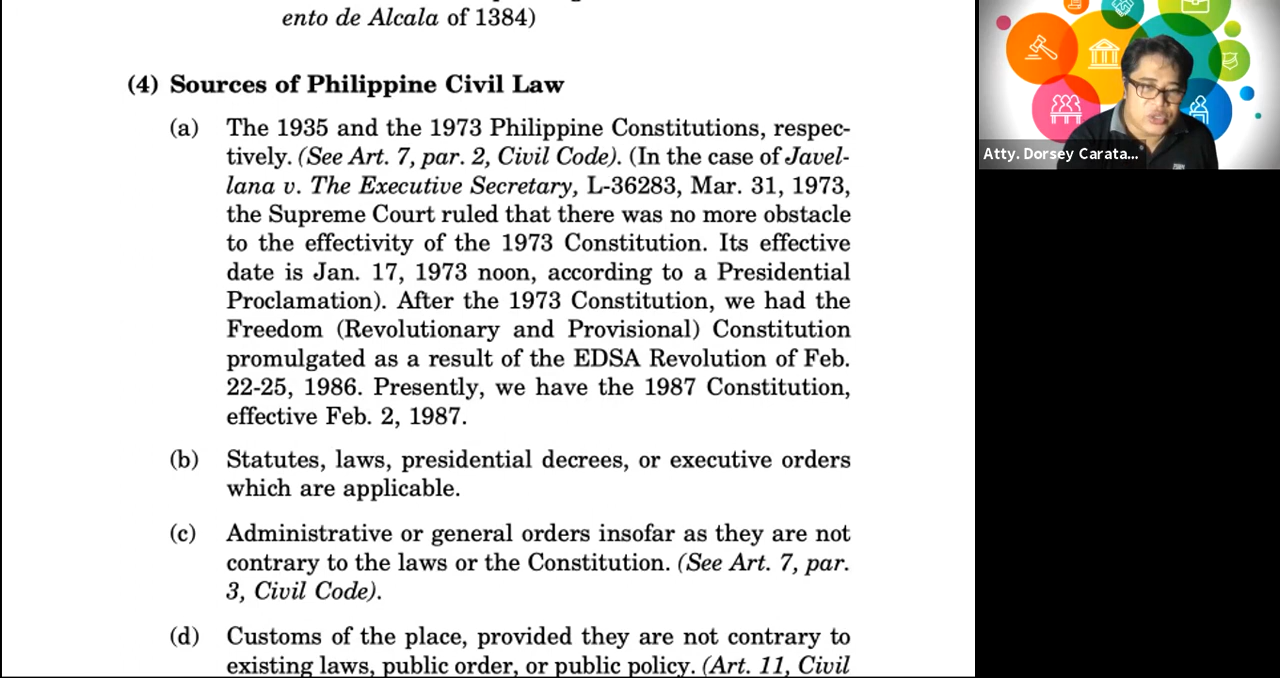 ento de Alcala of 1384)
(4) Sources of Philippine Civil Law
(a) The 1935 and the 1973 Philippine Constitutions, respec-
tively. (See Art. 7, par. 2, Civil Code). (In the case of Javel-
lana v. The Executive Secretary, L-36283, Mar. 31, 1973,
the Supreme Court ruled that there was no more obstacle
to the effectivity of the 1973 Constitution. Its effective
date is Jan. 17, 1973 noon, according to a Presidential
Proclamation). After the 1973 Constitution, we had the
Freedom (Revolutionary and Provisional) Constitution
promulgated as a result of the EDSA Revolution of Feb.
22-25, 1986. Presently, we have the 1987 Constitution,
effective Feb. 2, 1987.
(b) Statutes, laws, presidential decrees, or executive orders
which are applicable.
(c) Administrative or general orders insofar as they are not
contrary to the laws or the Constitution. (See Art. 7, par.
3, Civil Code).
(d) Customs of the place, provided they are not contrary to
existing laws, public order, or public policy. (Art. 11, Civil
Atty. Dorsey Carata...